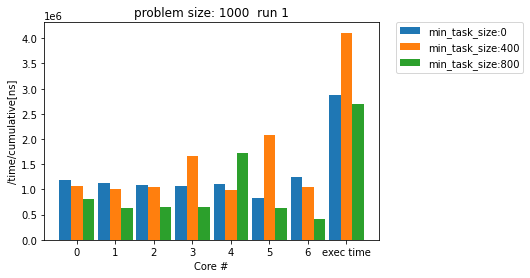 problem size: 1000  run 1
1e6
4.0
3.5
3.0
2.5
2.0
1.5
1.0
0.5
0.0
/time/cumulative[ns]
0 1 2 3 4 5 6 exec time
Core #
min_task_size:0
min_task_size:400
min_task_size:800